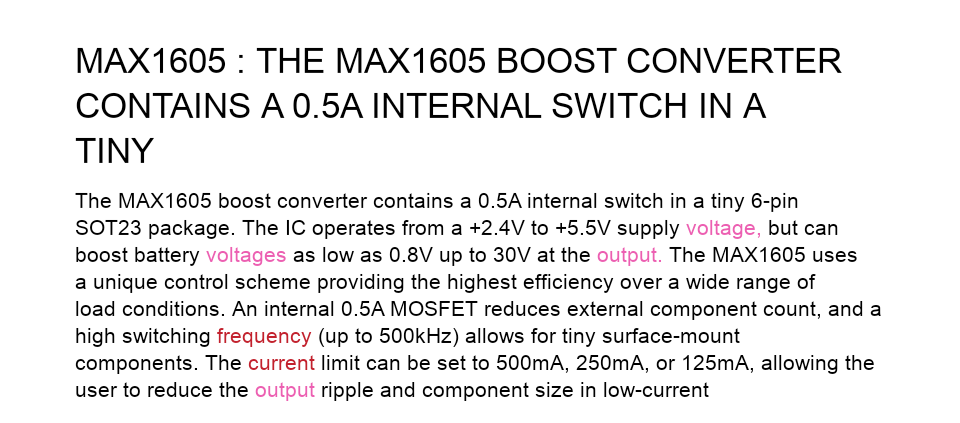 MAX1605 : THE MAX1605 BOOST CONVERTER
CONTAINS A 0.5A INTERNAL SWITCH IN A
TINY
The MAX1605 boost converter contains a 0.5A internal switch in a tiny 6-pin
SOT23 package. The IC operates from a +2.4V to +5.5V supply voltage, but can
boost battery voltages as low as 0.8V up to 30V at the output. The MAX1605 uses
a unique control scheme providing the highest efficiency over a wide range of
load conditions. An internal 0.5A MOSFET reduces external component count, and a
high switching frequency (up to 500kHz) allows for tiny surface-mount
components. The current limit can be set to 500mA, 250mA, or 125mA, allowing the
user to reduce the output ripple and component size in low-current